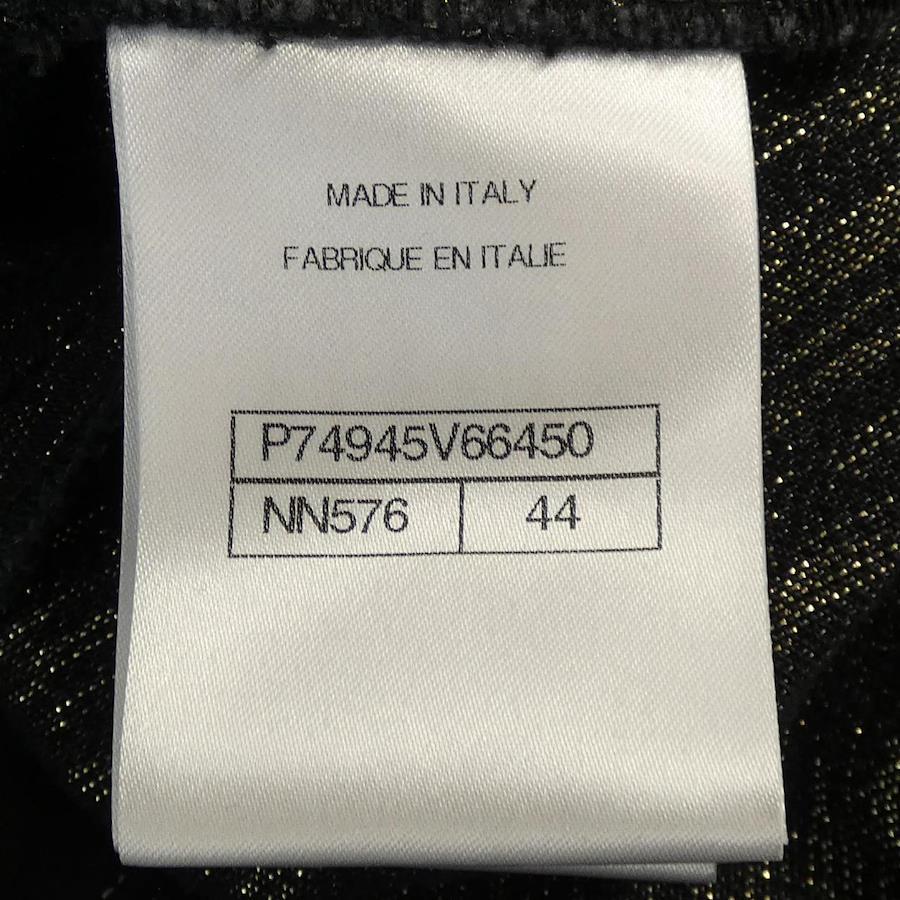 MADE IN ITALY
FABRIQUE EN ITALIE
P74945V66450
NN576 44